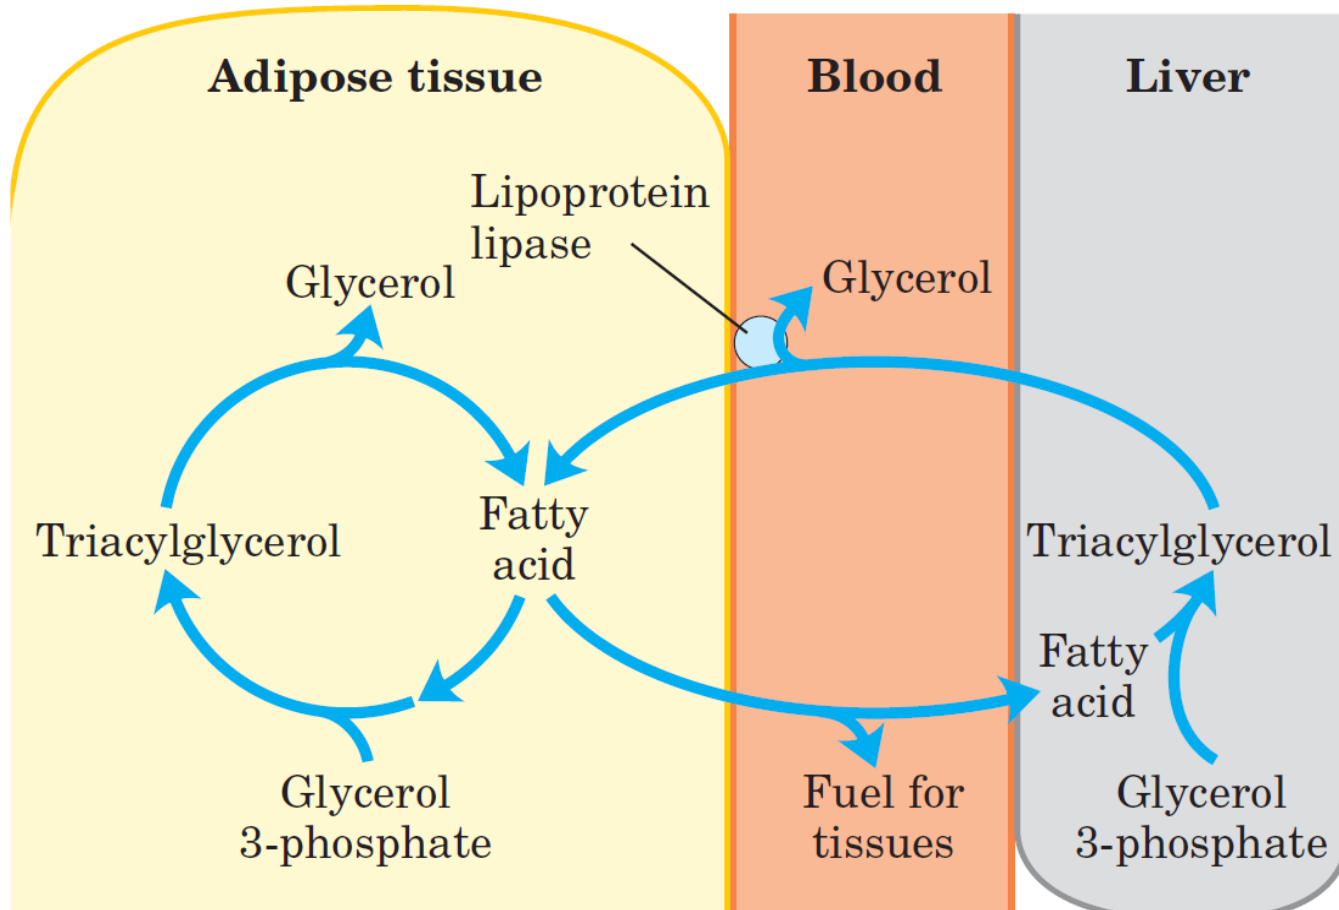 Adipose tissue
Blood
Liver
Lipoprotein
lipase
Glycerol
Glycerol
Triacylglycerol
Fatty
acid
Triacylglycerol
Fatty
acid
Glycerol
3-phosphate
Fuel for
tissues
Glycerol
3-phosphate